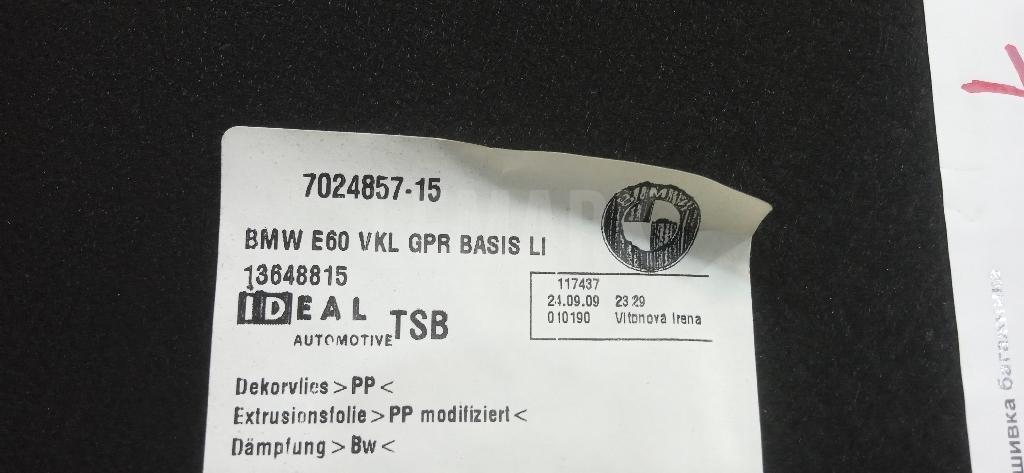 7024857-15
BMW
BMW E60 VKL GPR BASIS LI
13648815
IDEAL
AUTOMOTIVE TSB
117437
24.09.09 23:29
010190 Vitonova Irena
Dekorvlies >PP<
Extrusionsfolie >PP modifiziert<
Dämpfung >Bw<
шивка багажника